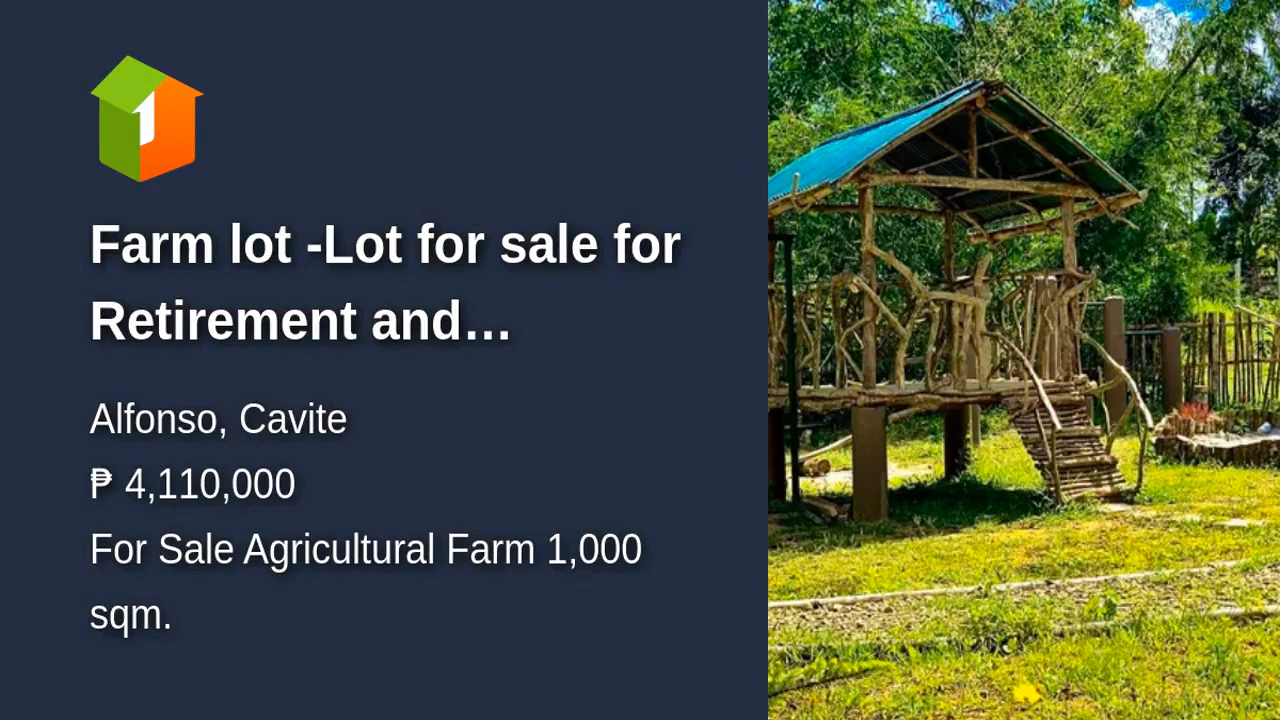 Farm lot -Lot for sale for
Retirement and…
Alfonso, Cavite
₱ 4,110,000
For Sale Agricultural Farm 1,000
sqm.